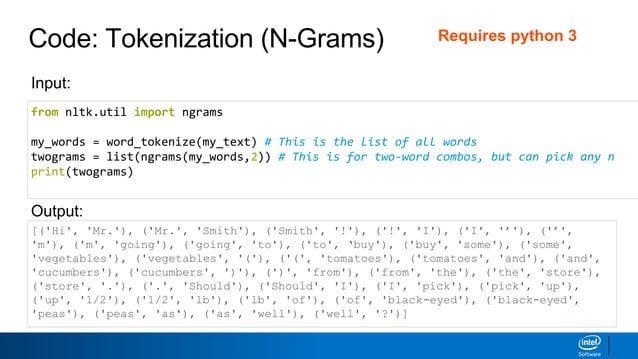 Code: Tokenization (N-Grams)
Requires python 3
Input:
from nltk.util import ngrams
my_words = word_tokenize(my_text) # This is the list of all words
twograms = list(ngrams(my_words,2)) # This is for two-word combos, but can pick any n
print(twograms)
Output:
[('Hi', 'Mr.'), ('Mr.', 'Smith'), ('Smith', '!'), ('!', 'I'), ('I', '’'), ('’',
'm'), ('m', 'going'), ('going', 'to'), ('to', ‘buy'), ('buy', 'some'), ('some',
'vegetables'), ('vegetables', '('), ('(', 'tomatoes'), ('tomatoes', 'and'), ('and',
'cucumbers'), ('cucumbers', ')'), (')', 'from'), ('from', 'the'), ('the', 'store'),
('store', '.'), ('.', 'Should'), ('Should', 'I'), ('I', 'pick'), ('pick', 'up'),
('up', '1/2'), ('1/2', 'lb'), ('lb', 'of'), ('of', 'black-eyed'), ('black-eyed',
'peas'), ('peas', 'as'), ('as', 'well'), ('well', '?')]
intel
Software